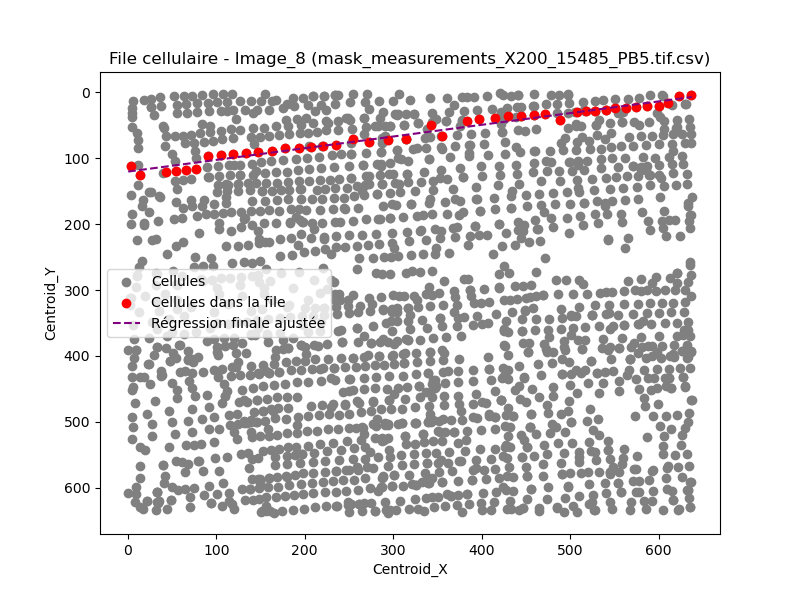 File cellulaire - Image_8 (mask_measurements_X200_15485_PB5.tif.csv)
0
100
200
300
400
500
600
Centroid_Y
Cellules
Cellules dans la file
Régression finale ajustée
0 100 200 300 400 500 600
Centroid_X